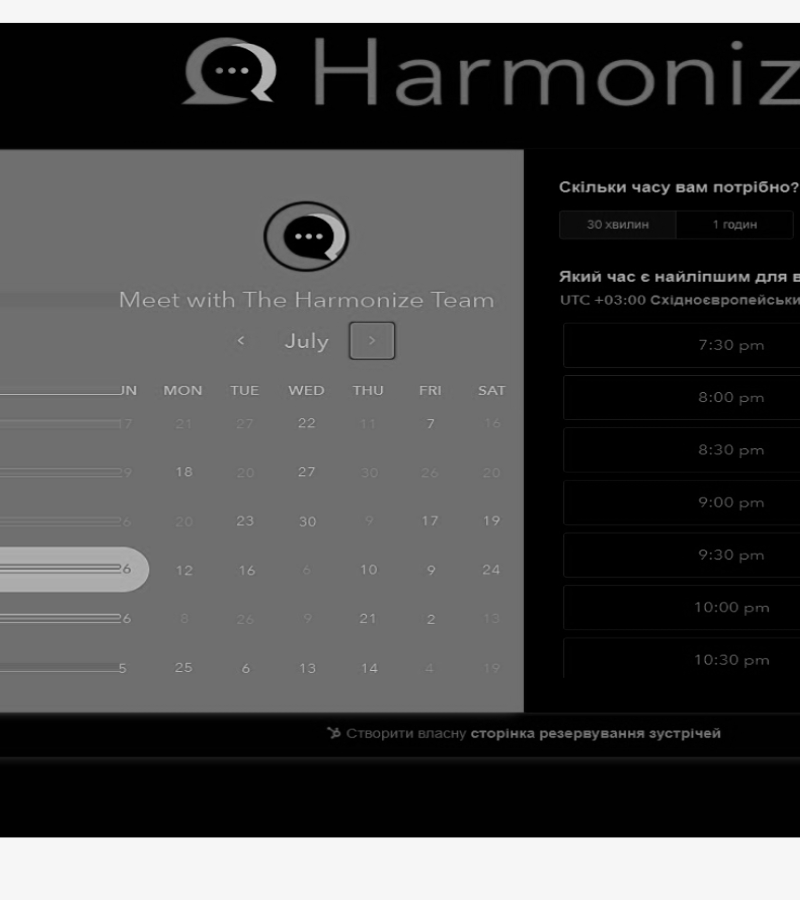 Harmoniz
Meet with The Harmonize Team
July
UN MON TUE WED THU FRI SAT
7 21 27 22 11 7 16
29 18 20 27 30 26 20
6 20 23 30 9 17 19
26 12 16 6 10 9 24
26 8 26 9 21 2 13
5 25 6 13 14 4 19
Скільки часу вам потрібно?
30 хвилин 1 годин
Який час є найліпшим для в
UTC +03:00 Східноєвропейськи
7:30 pm
8:00 pm
8:30 pm
9:00 pm
9:30 pm
10:00 pm
10:30 pm
Створити власну сторінка резервування зустрічей